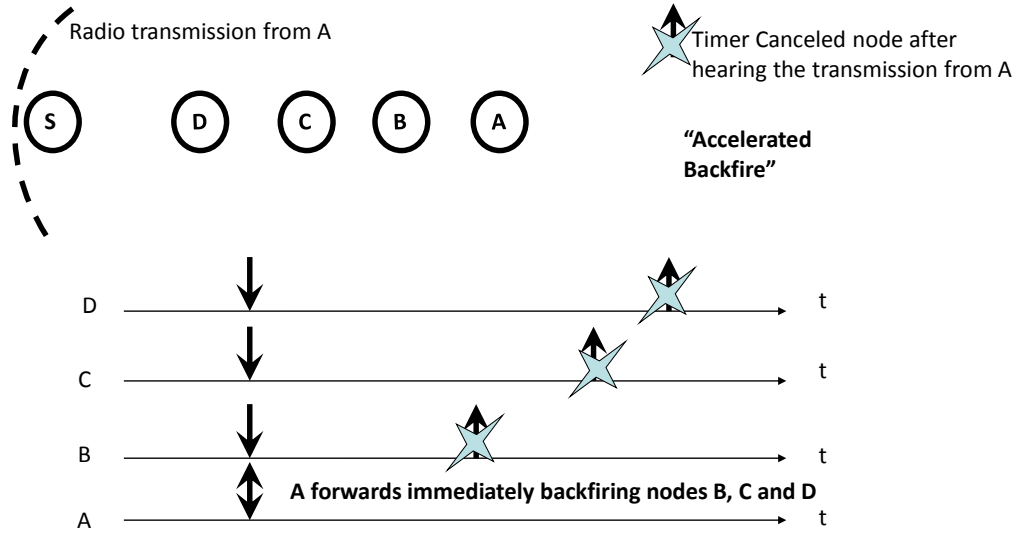 Radio transmission from A
Timer Canceled node after
hearing the transmission from A
S
D
C
B
A
“Accelerated
Backfire”
D
t
C
t
B
t
A forwards immediately backfiring nodes B, C and D
A
t